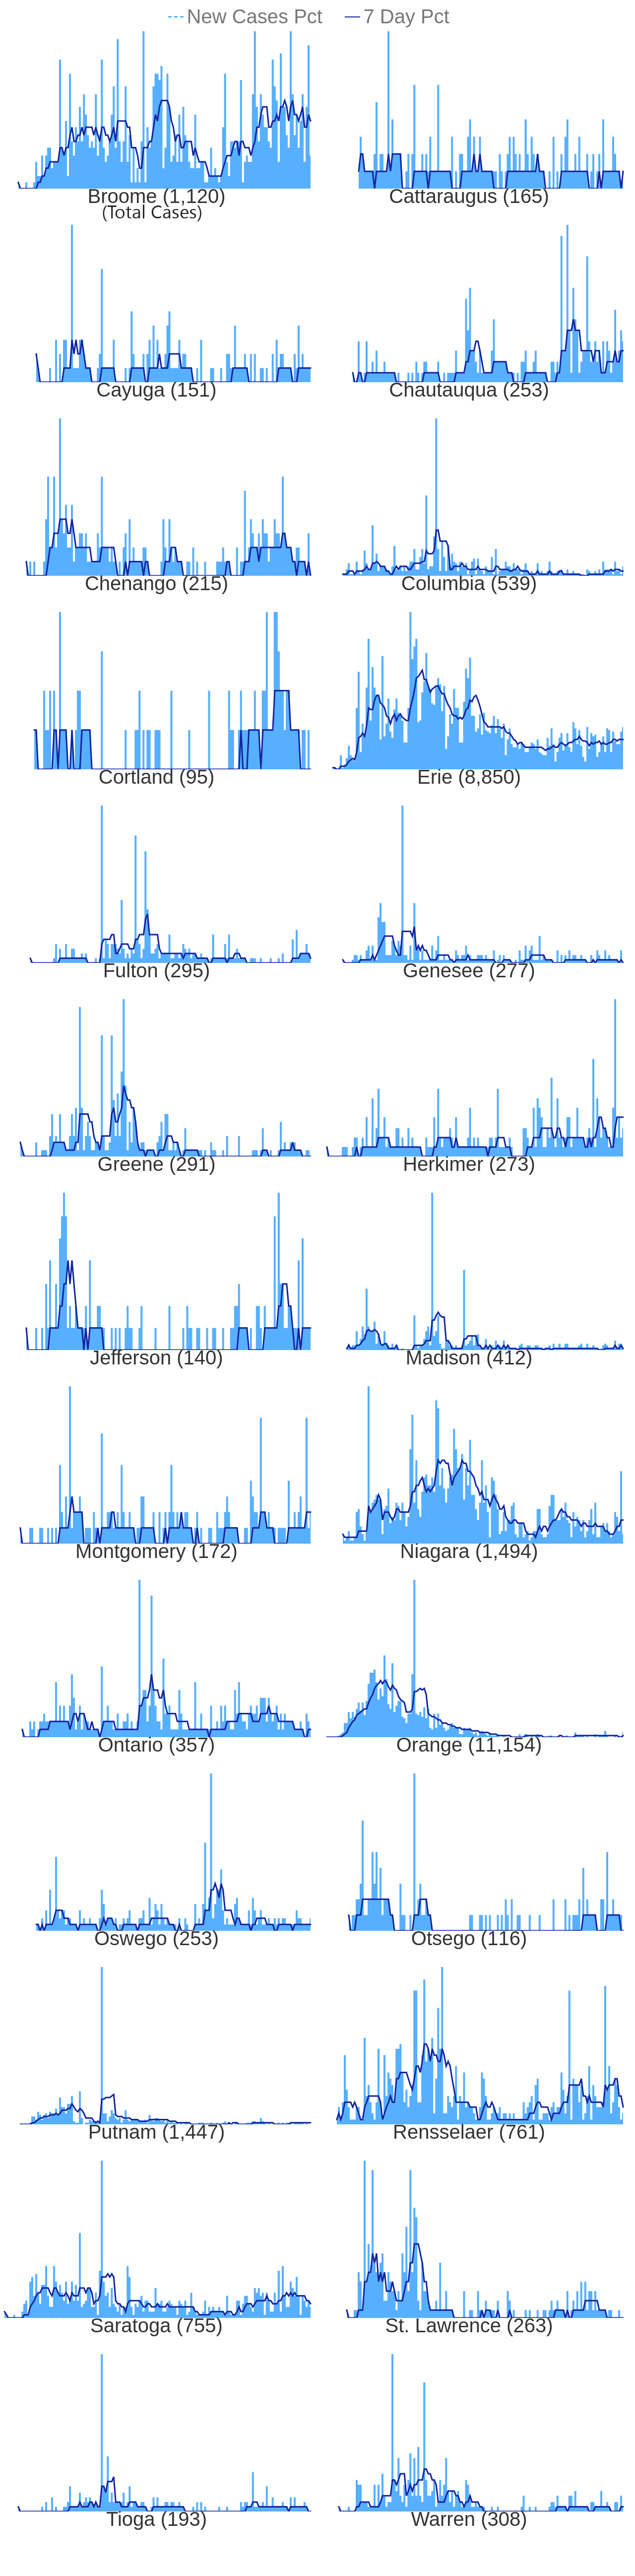 New Cases Pct 7 Day Pct
Broome (1,120) Cattaraugus (165)
(Total Cases)
Cayuga (151) Chautauqua (253)
Chenango (215) Columbia (539)
Cortland (95) Erie (8,850)
Fulton (295) Genesee (277)
Greene (291) Herkimer (273)
Jefferson (140) Madison (412)
Montgomery (172) Niagara (1,494)
Ontario (357) Orange (11,154)
Oswego (253) Otsego (116)
Putnam (1,447) Rensselaer (761)
Saratoga (755) St. Lawrence (263)
Tioga (193) Warren (308)